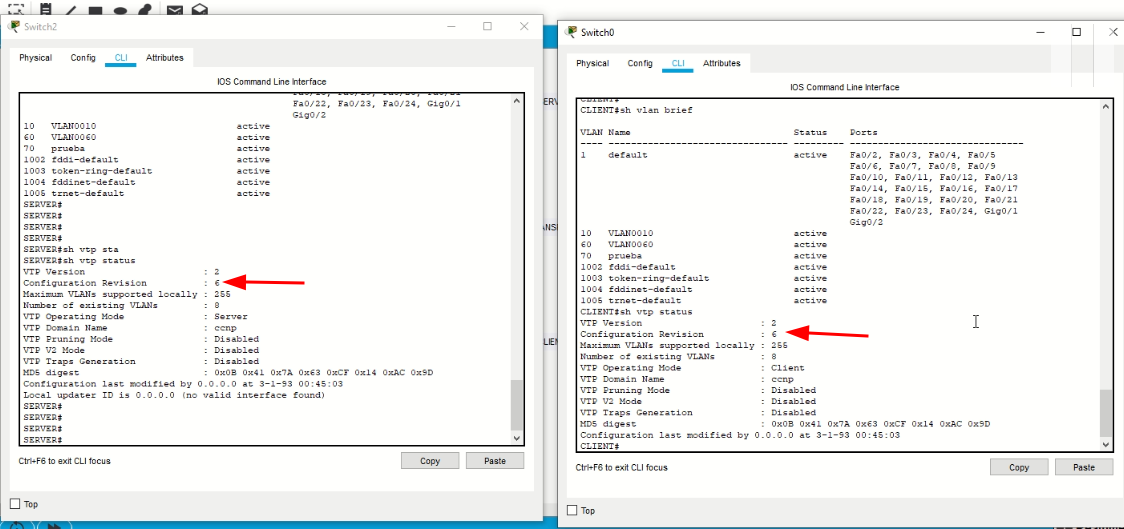 Switch2
Physical Config CLI Attributes
IOS Command Line Interface
Fa0/22, Fa0/23, Fa0/24, Gig0/1
Gig0/2
10 VLAN0010 active
60 VLAN0060 active
70 prueba active
1002 fddi-default active
1003 token-ring-default active
1004 fddinet-default active
1005 trnet-default active
SERVER#
SERVER#
SERVER#
SERVER#
SERVER#sh vtp sta
SERVER#sh vtp status
VTP Version : 2
Configuration Revision : 6
Maximum VLANs supported locally : 255
Number of existing VLANs : 8
VTP Operating Mode : Server
VTP Domain Name : ccnp
VTP Pruning Mode : Disabled
VTP V2 Mode : Disabled
VTP Traps Generation : Disabled
MD5 digest : 0x0B 0x41 0x7A 0x63 0xCF 0x14 0xAC 0x9D
Configuration last modified by 0.0.0.0 at 3-1-93 00:45:03
Local updater ID is 0.0.0.0 (no valid interface found)
SERVER#
SERVER#
SERVER#
SERVER#
Ctrl+F6 to exit CLI focus
Copy Paste
Top
Switch0
Physical Config CLI Attributes
IOS Command Line Interface
CLIENT#
CLIENT#sh vlan brief
VLAN Name Status Ports
---- -------------------------------- --------- -------------------------------
1 default active Fa0/2, Fa0/3, Fa0/4, Fa0/5
Fa0/6, Fa0/7, Fa0/8, Fa0/9
Fa0/10, Fa0/11, Fa0/12, Fa0/13
Fa0/14, Fa0/15, Fa0/16, Fa0/17
Fa0/18, Fa0/19, Fa0/20, Fa0/21
Fa0/22, Fa0/23, Fa0/24, Gig0/1
Gig0/2
10 VLAN0010 active
60 VLAN0060 active
70 prueba active
1002 fddi-default active
1003 token-ring-default active
1004 fddinet-default active
1005 trnet-default active
CLIENT#sh vtp status
VTP Version : 2
Configuration Revision : 6
Maximum VLANs supported locally : 255
Number of existing VLANs : 8
VTP Operating Mode : Client
VTP Domain Name : ccnp
VTP Pruning Mode : Disabled
VTP V2 Mode : Disabled
VTP Traps Generation : Disabled
MD5 digest : 0x0B 0x41 0x7A 0x63 0xCF 0x14 0xAC 0x9D
Configuration last modified by 0.0.0.0 at 3-1-93 00:45:03
CLIENT#
Ctrl+F6 to exit CLI focus
Copy Paste
Top